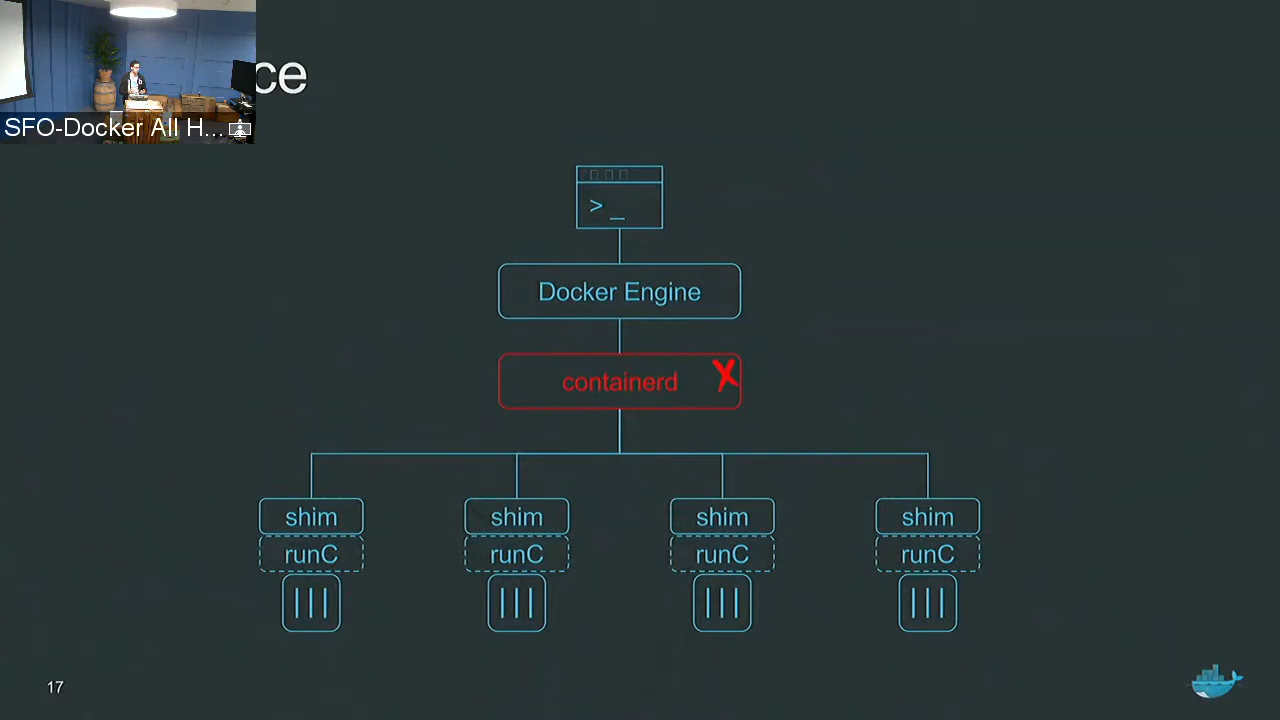 ce
SFO-Docker All H...
>_
Docker Engine
containerd X
shim shim shim shim
runC runC runC runC
17